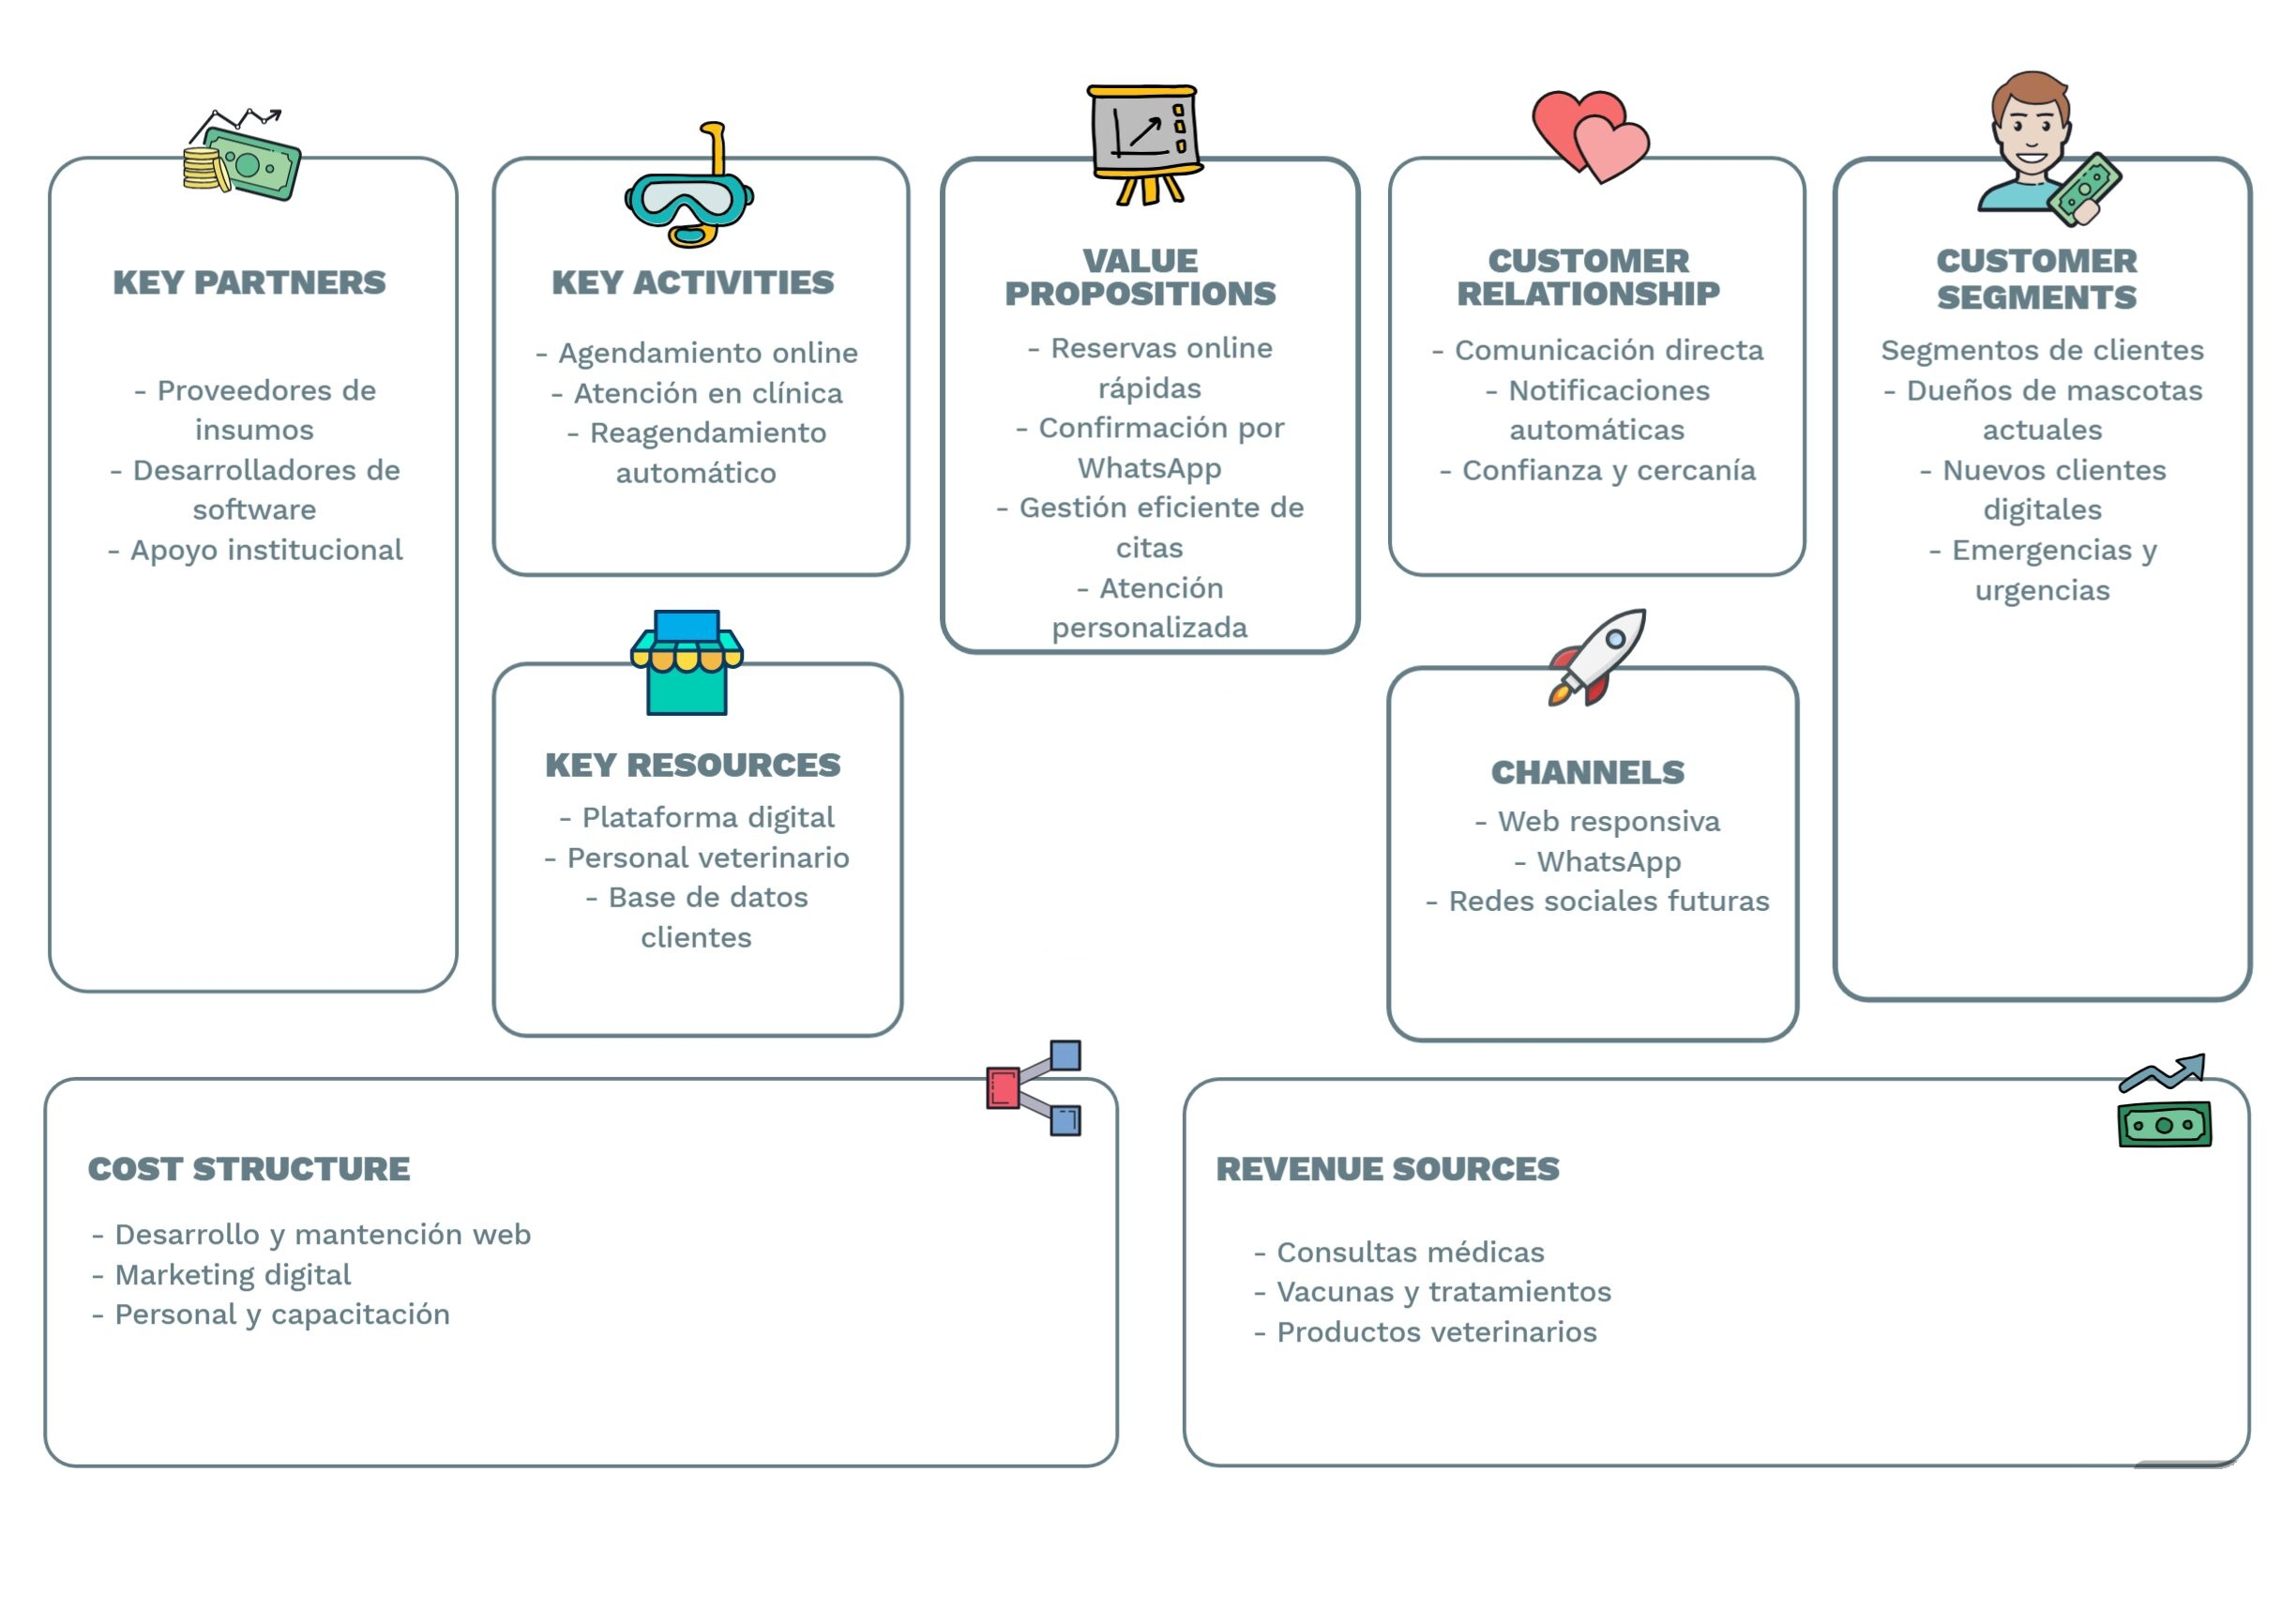 KEY PARTNERS
- Proveedores de
insumos
- Desarrolladores de
software
- Apoyo institucional
KEY ACTIVITIES
- Agendamiento online
- Atención en clínica
- Reagendamiento
automático
KEY RESOURCES
- Plataforma digital
- Personal veterinario
- Base de datos
clientes
VALUE
PROPOSITIONS
- Reservas online
rápidas
- Confirmación por
WhatsApp
- Gestión eficiente de
citas
- Atención
personalizada
CUSTOMER
RELATIONSHIP
- Comunicación directa
- Notificaciones
automáticas
- Confianza y cercanía
CHANNELS
- Web responsiva
- WhatsApp
- Redes sociales futuras
CUSTOMER
SEGMENTS
Segmentos de clientes
- Dueños de mascotas
actuales
- Nuevos clientes
digitales
- Emergencias y
urgencias
COST STRUCTURE
- Desarrollo y mantención web
- Marketing digital
- Personal y capacitación
REVENUE SOURCES
- Consultas médicas
- Vacunas y tratamientos
- Productos veterinarios